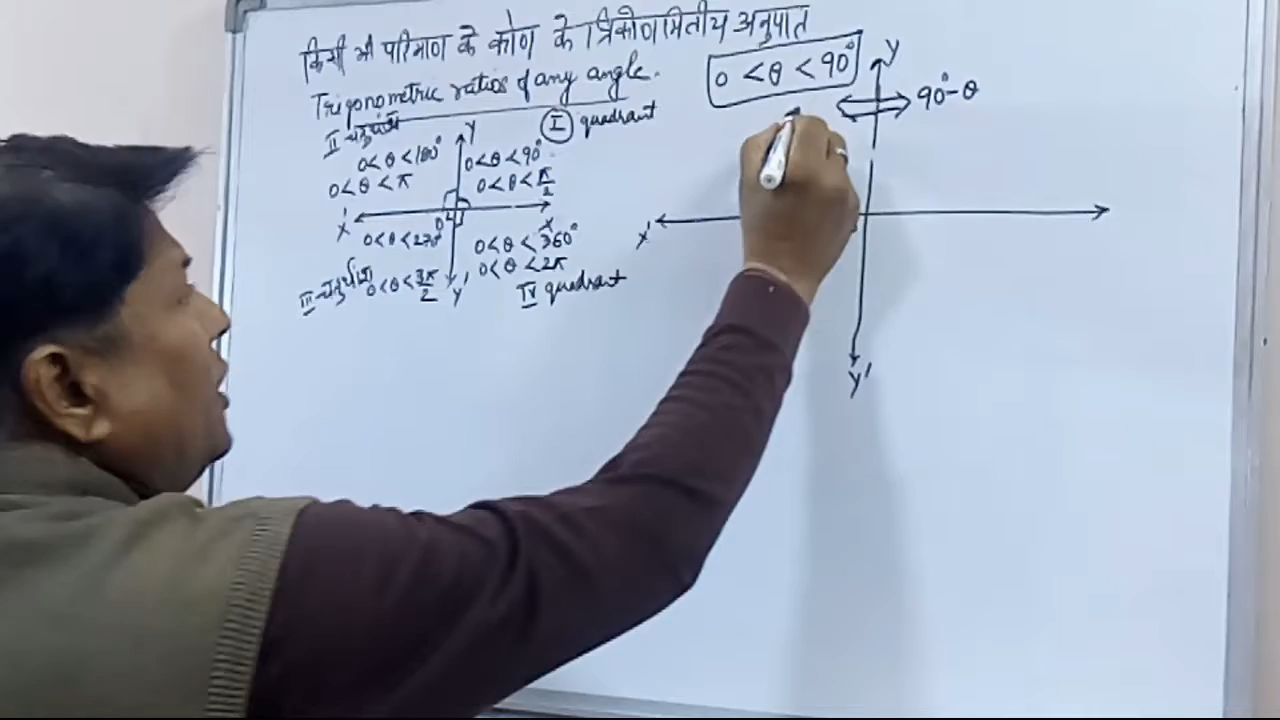 किसी भी परिमाण के कोण के त्रिकोणमितीय अनुपात
Trigonometric ratios of any angle.
0 < θ < 90°
Y
90° - θ
II चतुर्थांश
I quadrant
Y
0 < θ < 180°
0 < θ < 90°
0 < θ < π
0 < θ < π/2
X'
0
X
0 < θ < 270°
0 < θ < 360°
0 < θ < 2π
III चतुर्थांश
0 < θ < 3π/2
Y'
IV quadrant
X'
Y'